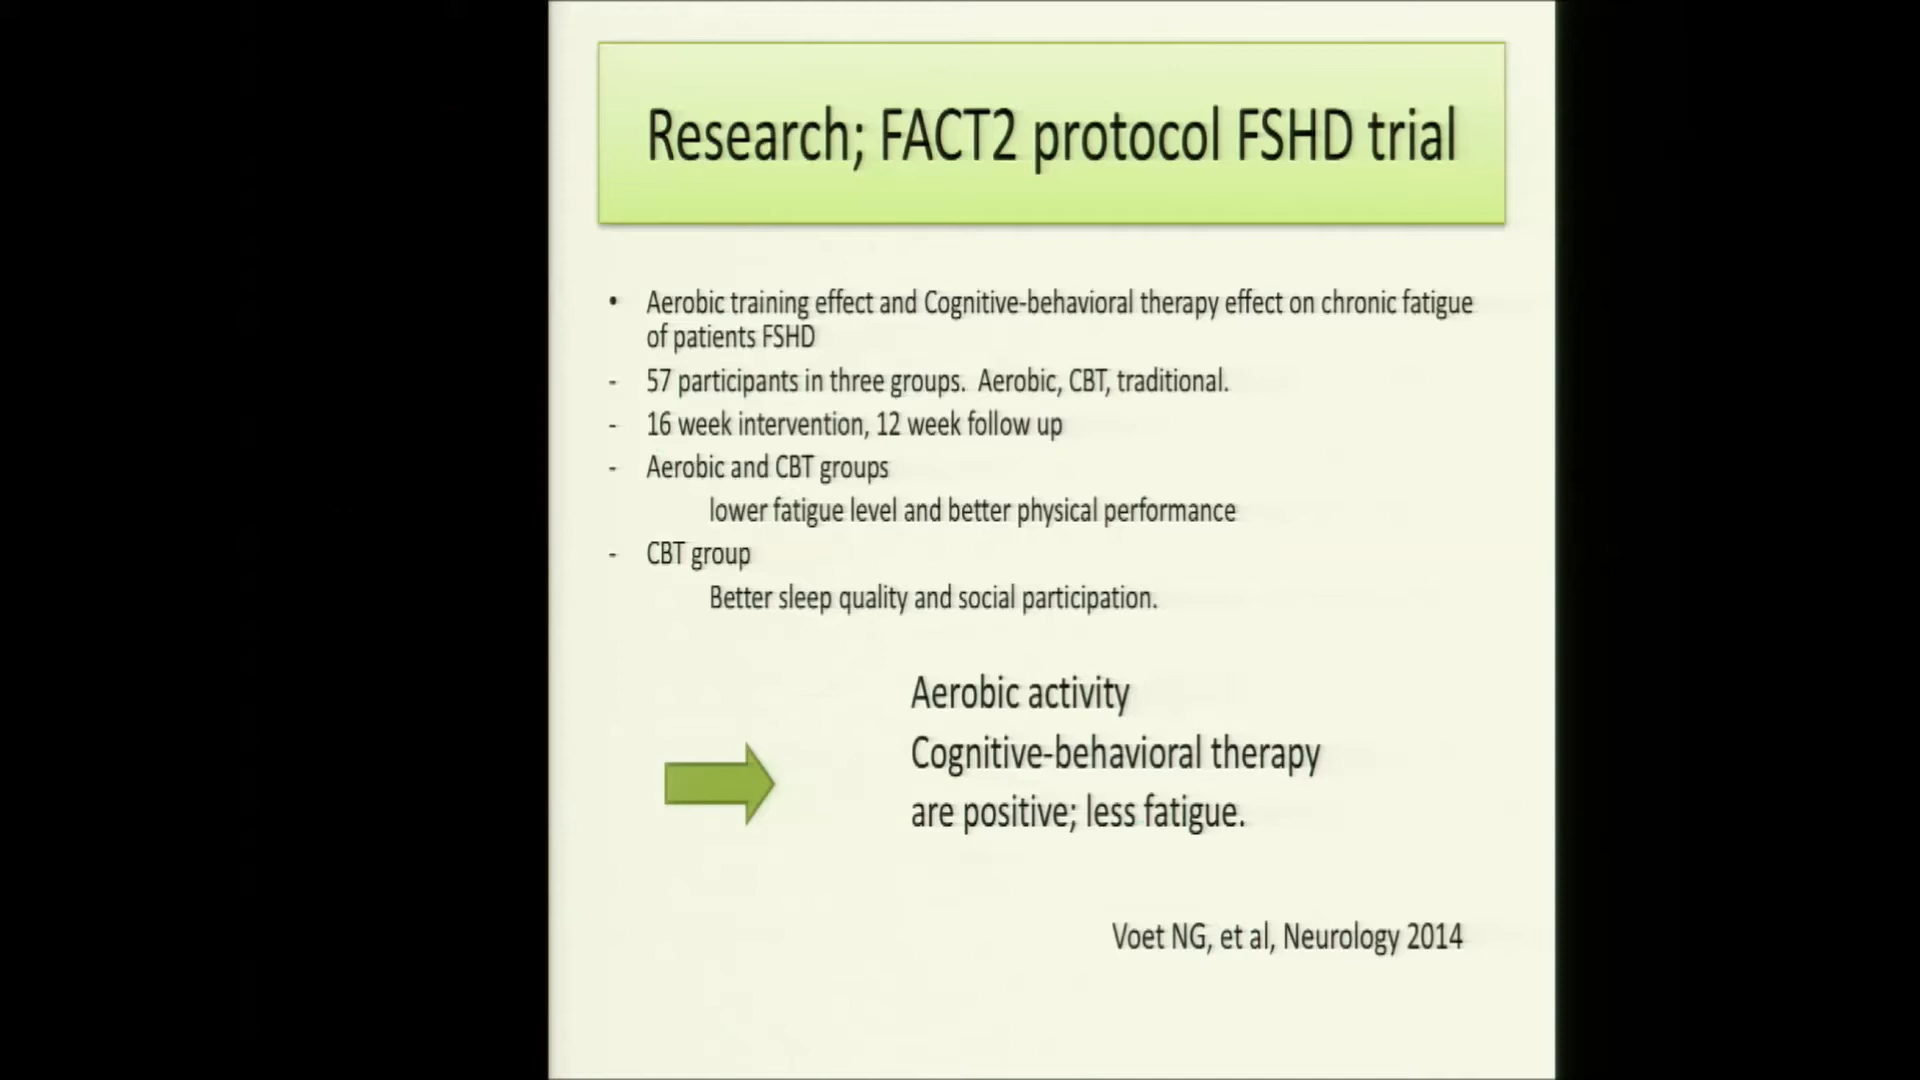 Research; FACT2 protocol FSHD trial
• Aerobic training effect and Cognitive-behavioral therapy effect on chronic fatigue
of patients FSHD
- 57 participants in three groups. Aerobic, CBT, traditional.
- 16 week intervention, 12 week follow up
- Aerobic and CBT groups
lower fatigue level and better physical performance
- CBT group
Better sleep quality and social participation.
Aerobic activity
Cognitive-behavioral therapy
are positive; less fatigue.
Voet NG, et al, Neurology 2014